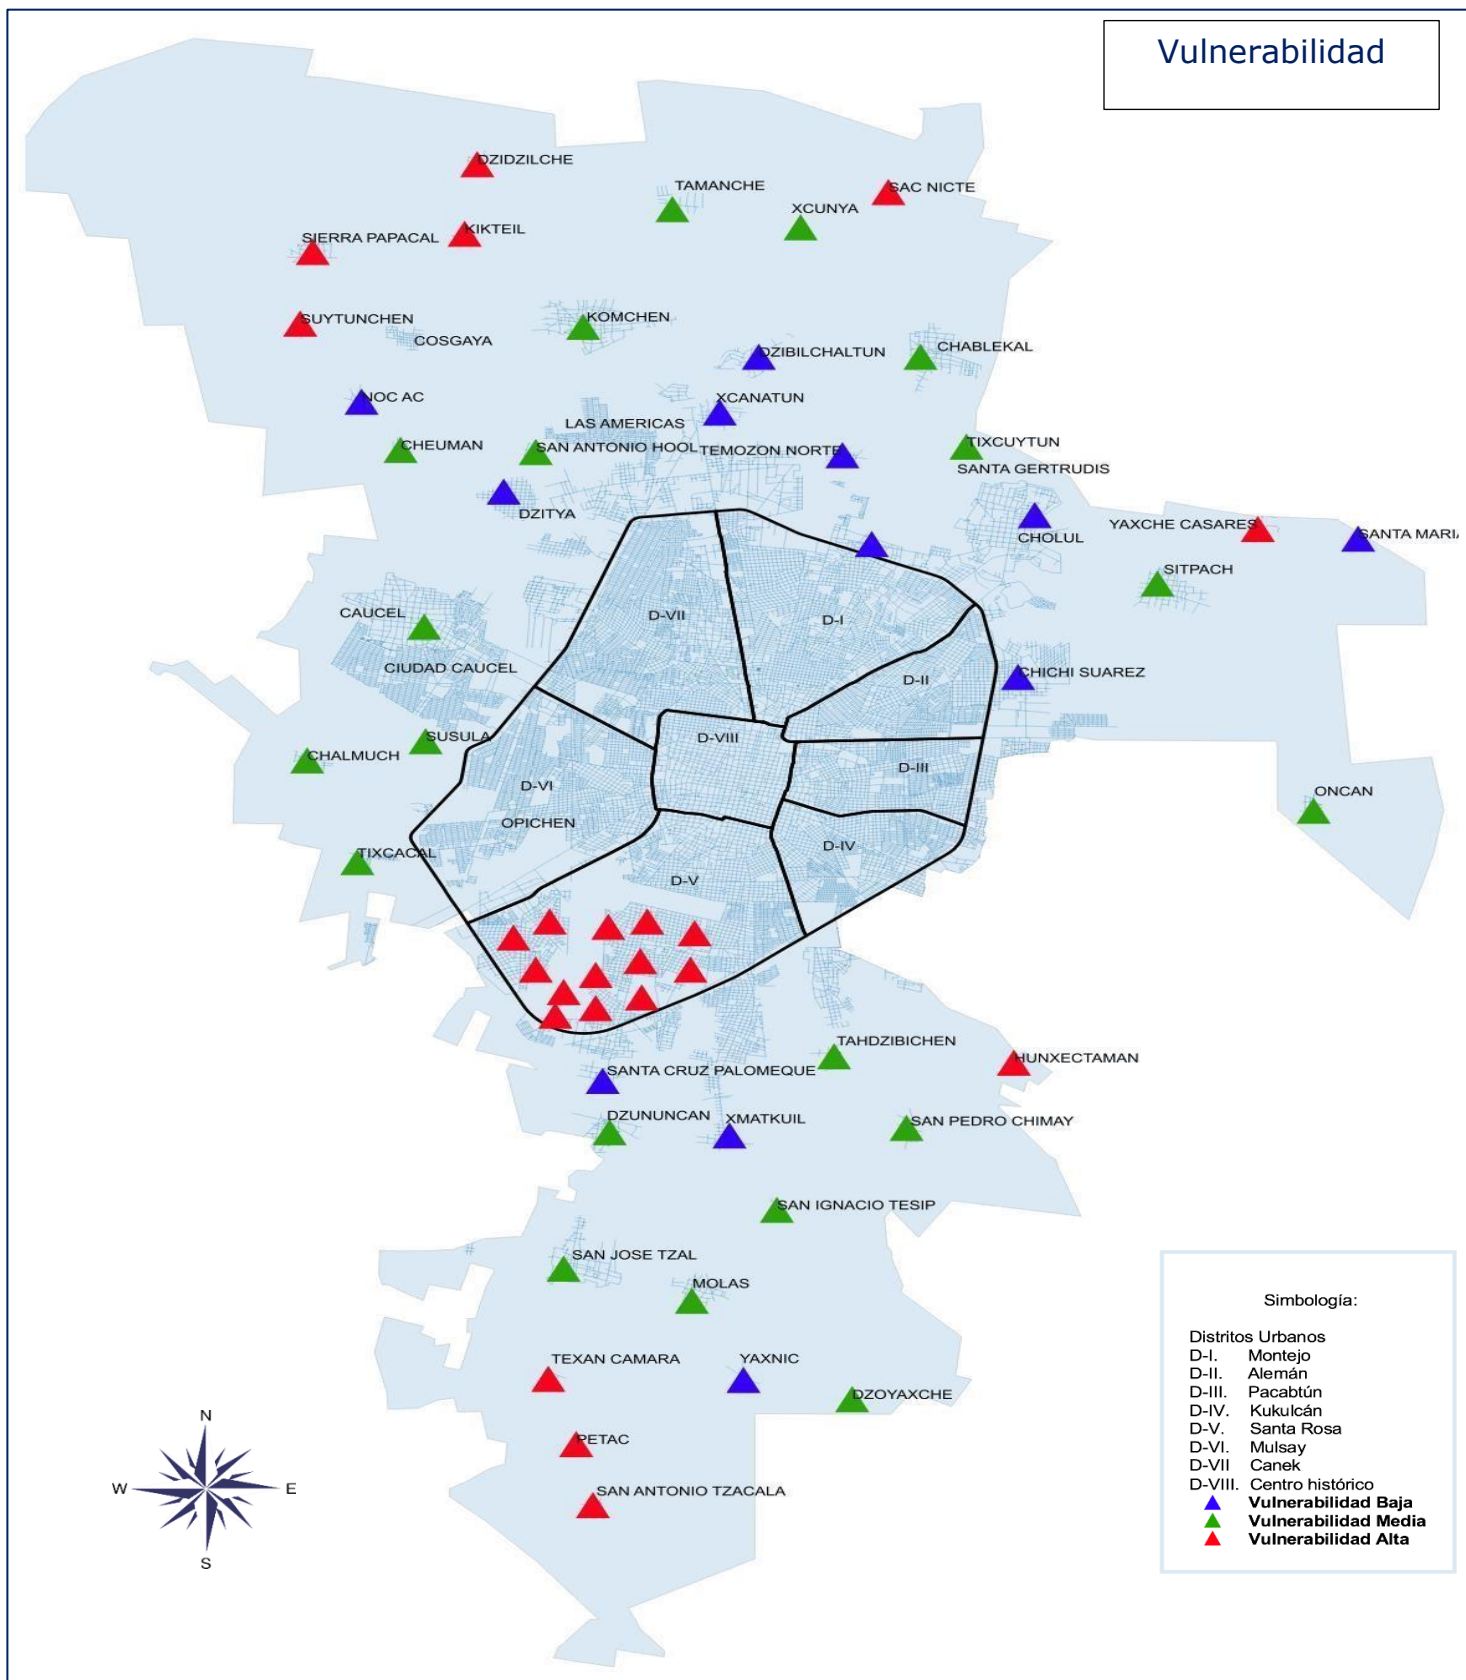 Vulnerabilidad
DZIDZILCHE
TAMANCHE
SAC NICTE
XCUNYA
KIKTEIL
SIERRA PAPACAL
SUYTUNCHEN
KOMCHEN
COSGAYA
DZIBILCHALTUN
CHABLEKAL
NOC AC
XCANATUN
LAS AMERICAS
CHEUMAN
SAN ANTONIO HOOL
TEMOZON NORTE
TIXCUYTUN
SANTA GERTRUDIS
DZITYA
YAXCHE CASARES
CHOLUL
SANTA MARIA
SITPACH
CAUCEL
D-VII
D-I
CIUDAD CAUCEL
D-II
CHICHI SUAREZ
SUSULA
D-VIII
CHALMUCH
D-III
D-VI
ONCAN
OPICHEN
D-IV
TIXCACAL
D-V
TAHDZIBICHEN
HUNXECTAMAN
SANTA CRUZ PALOMEQUE
DZUNUNCAN
XMATKUIL
SAN PEDRO CHIMAY
SAN IGNACIO TESIP
SAN JOSE TZAL
MOLAS
TEXAN CAMARA
YAXNIC
DZOYAXCHE
PETAC
SAN ANTONIO TZACALA
N
W
E
S
Simbología:
Distritos Urbanos
D-I. Montejo
D-II. Alemán
D-III. Pacabtún
D-IV. Kukulcán
D-V. Santa Rosa
D-VI. Mulsay
D-VII Canek
D-VIII. Centro histórico
Vulnerabilidad Baja
Vulnerabilidad Media
Vulnerabilidad Alta